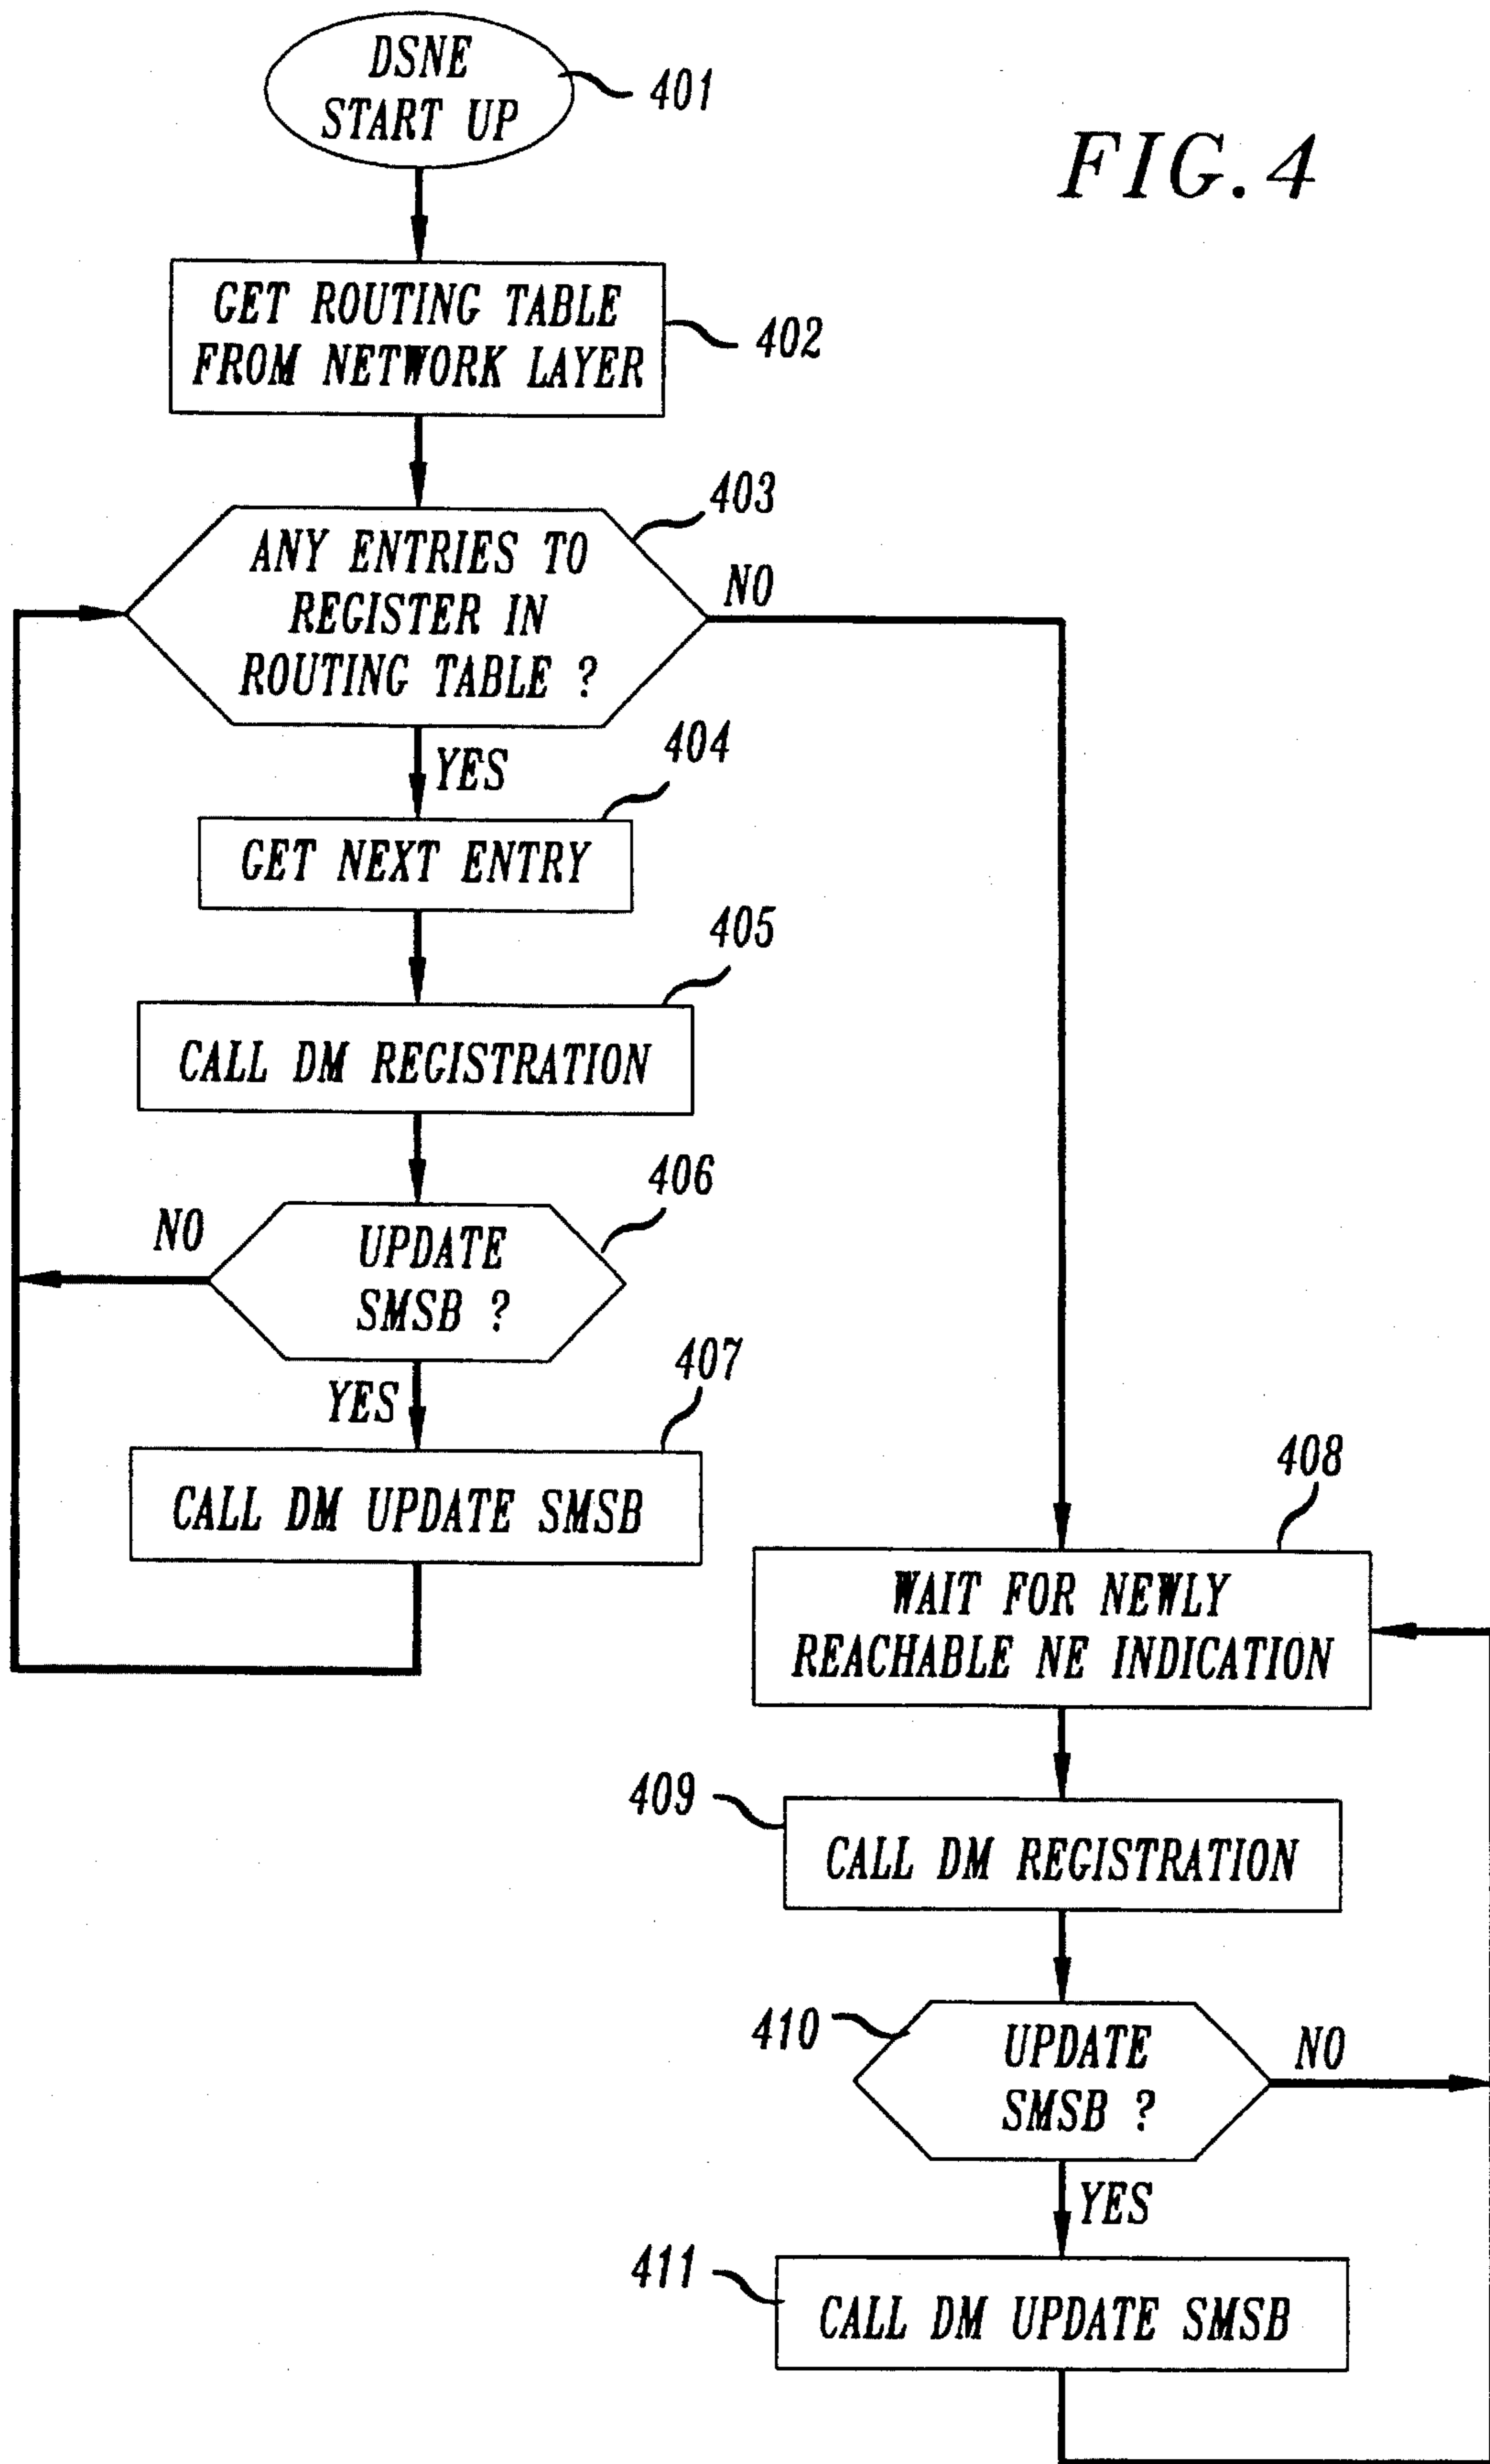 DSNE
START UP
401
FIG. 4
GET ROUTING TABLE
FROM NETWORK LAYER
402
403
ANY ENTRIES TO
REGISTER IN
ROUTING TABLE ?
NO
YES
404
GET NEXT ENTRY
405
CALL DM REGISTRATION
406
NO
UPDATE
SMSB ?
YES
407
CALL DM UPDATE SMSB
408
WAIT FOR NEWLY
REACHABLE NE INDICATION
409
CALL DM REGISTRATION
410
UPDATE
SMSB ?
NO
YES
411
CALL DM UPDATE SMSB